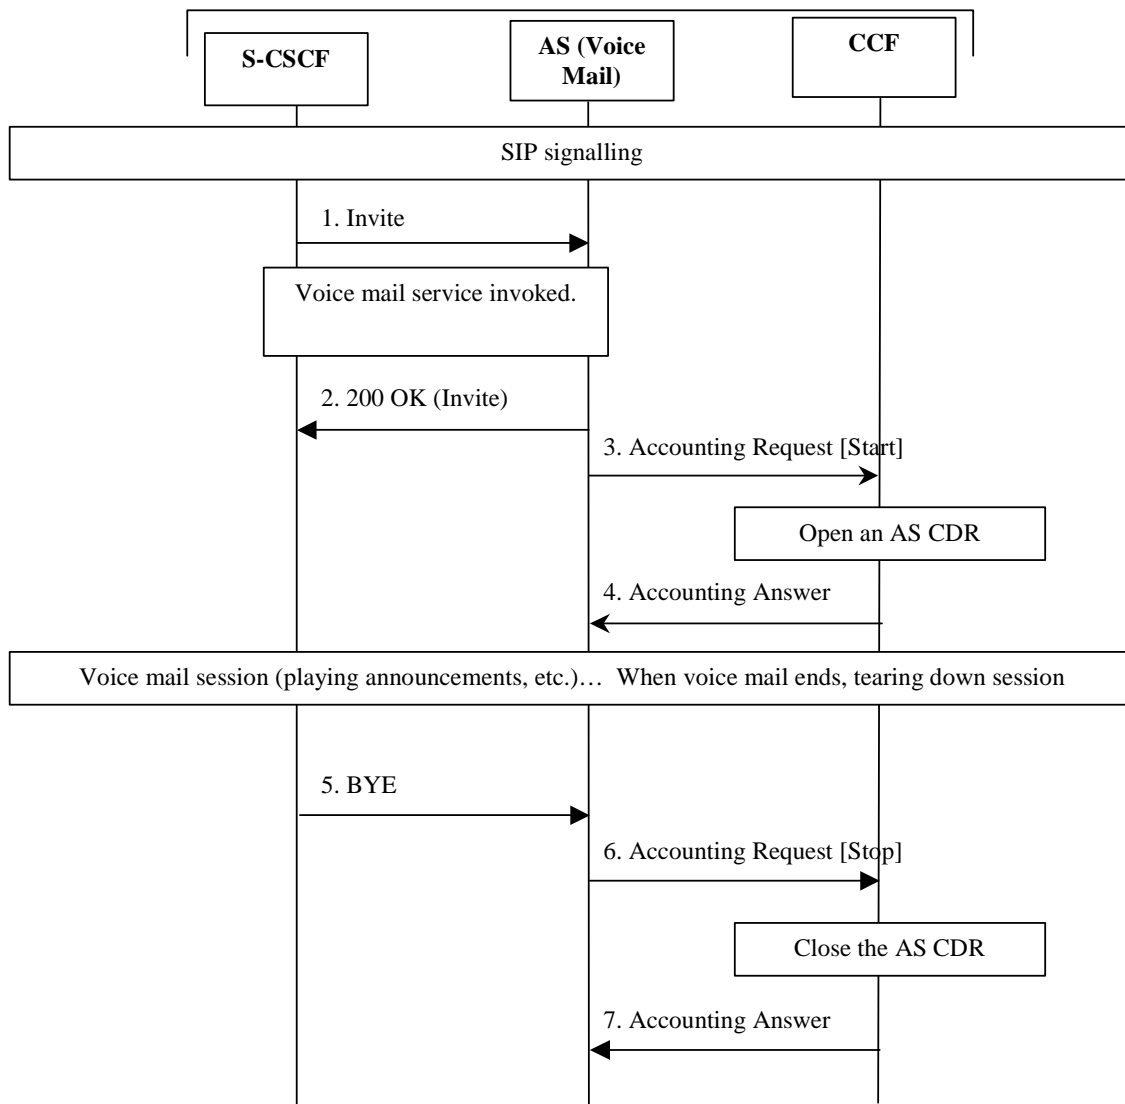 S-CSCF
AS (Voice
Mail)
CCF
SIP signalling
1. Invite
Voice mail service invoked.
2. 200 OK (Invite)
3. Accounting Request [Start]
Open an AS CDR
4. Accounting Answer
Voice mail session (playing announcements, etc.)… When voice mail ends, tearing down session
5. BYE
6. Accounting Request [Stop]
Close the AS CDR
7. Accounting Answer